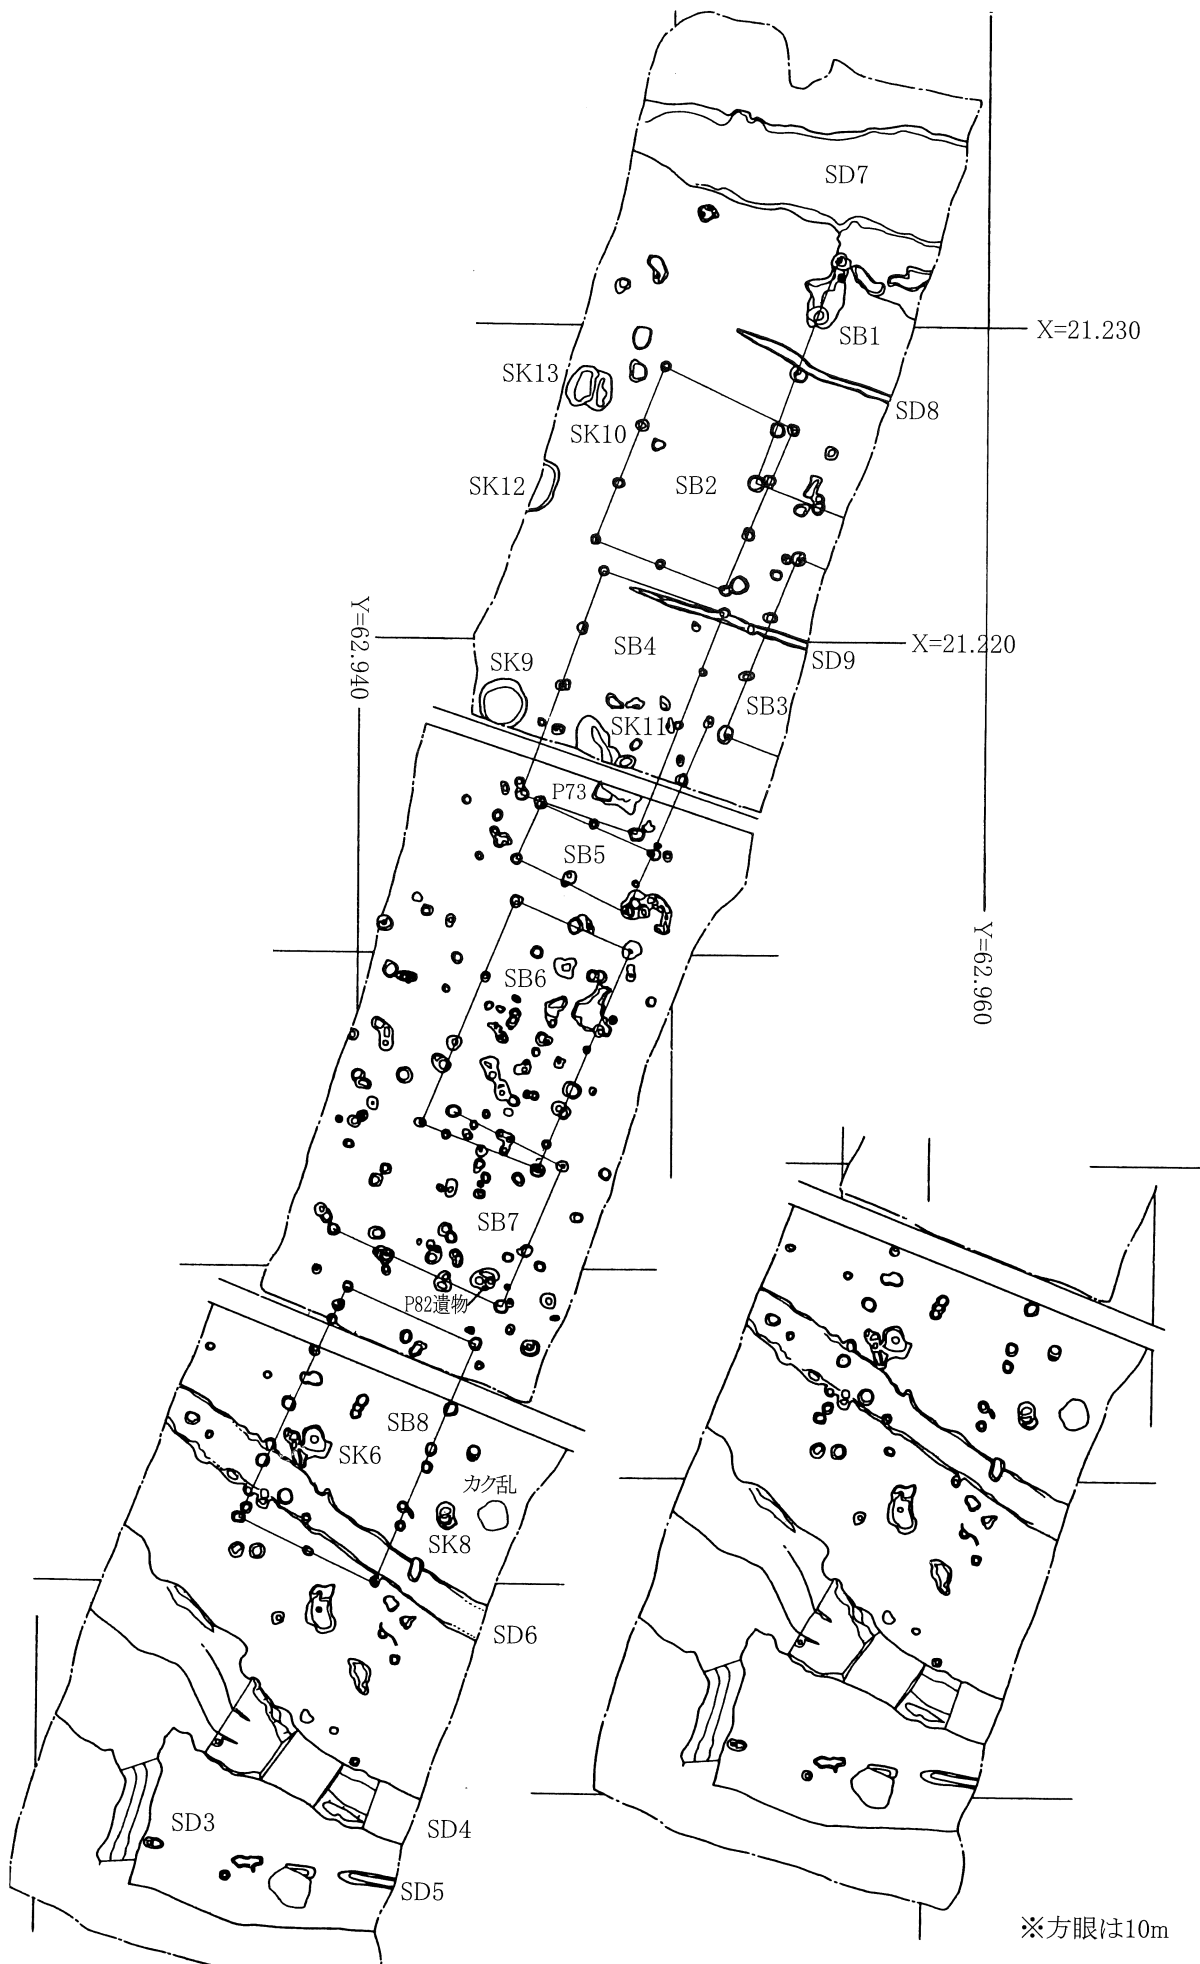 SD7
SB1
X=21.230
SK13
SD8
SK10
SK12
SB2
Y=62.940
SB4
SD9
X=21.220
SK9
SB3
SK11
P73
SB5
Y=62.960
SB6
SB7
P82遺物
SB8
SK6
カク乱
SK8
SD6
SD3
SD4
SD5
※方眼は10m